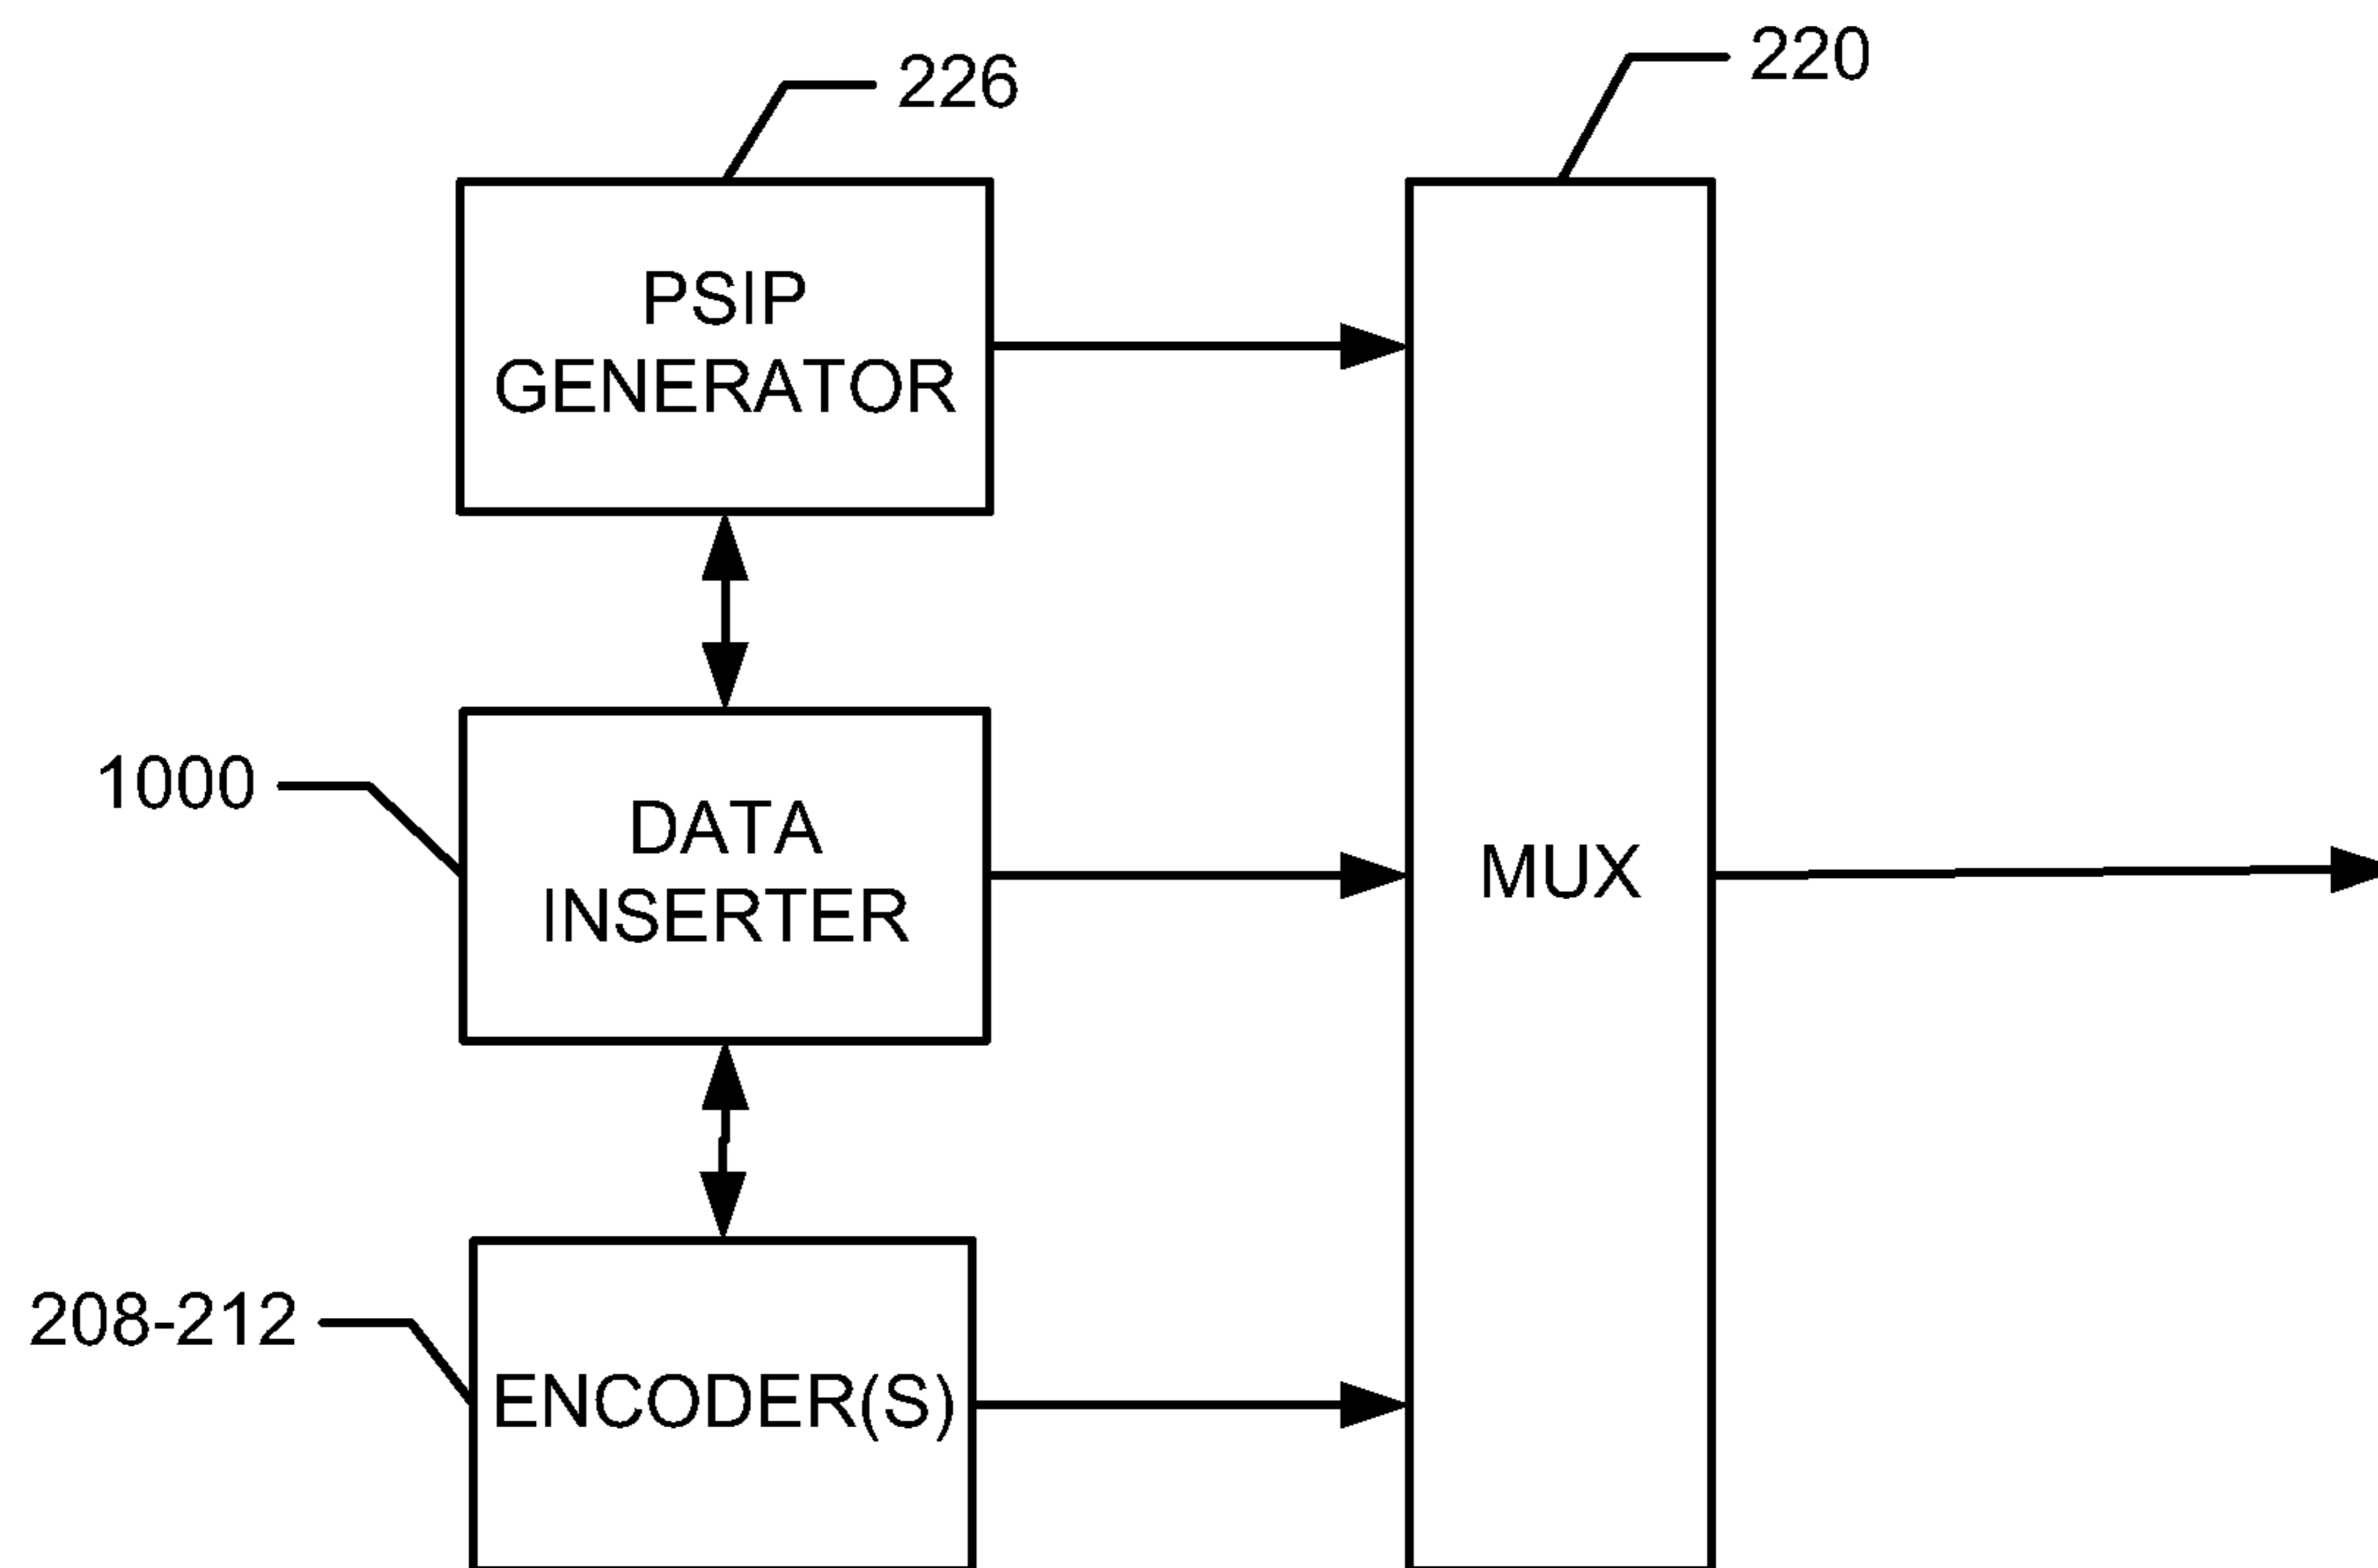 226
220
PSIP
GENERATOR
1000
DATA
INSERTER
MUX
208-212
ENCODER(S)